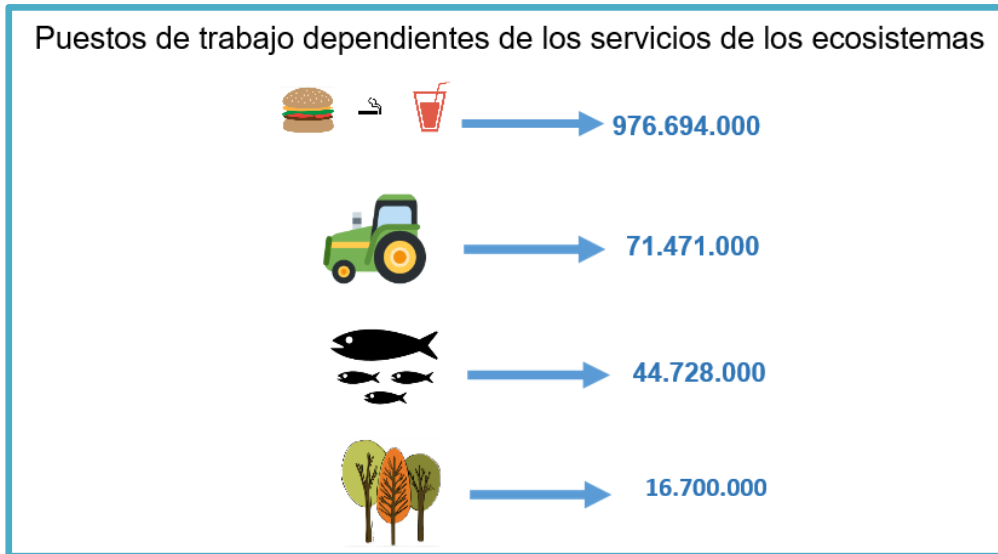 Puestos de trabajo dependientes de los servicios de los ecosistemas
976.694.000
71.471.000
44.728.000
16.700.000